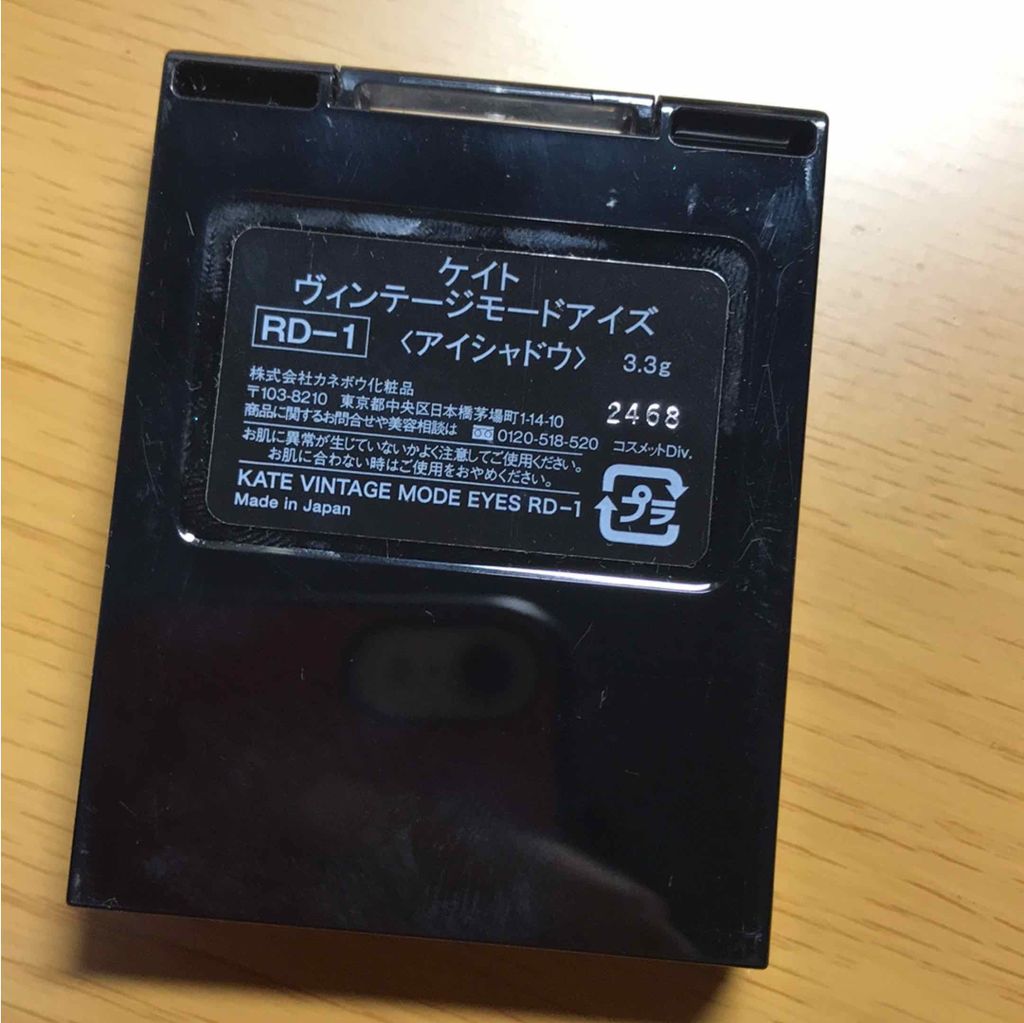 ケイト
ヴィンテージモードアイズ
RD-1 〈アイシャドウ〉 3.3g
株式会社カネボウ化粧品
〒103-8210 東京都中央区日本橋茅場町1-14-10
2468
商品に関するお問合せや美容相談は 0120-518-520 コスメットDiv.
お肌に異常が生じていないかよく注意してご使用ください。
お肌に合わない時はご使用をおやめください。
KATE VINTAGE MODE EYES RD-1
Made in Japan
プラ